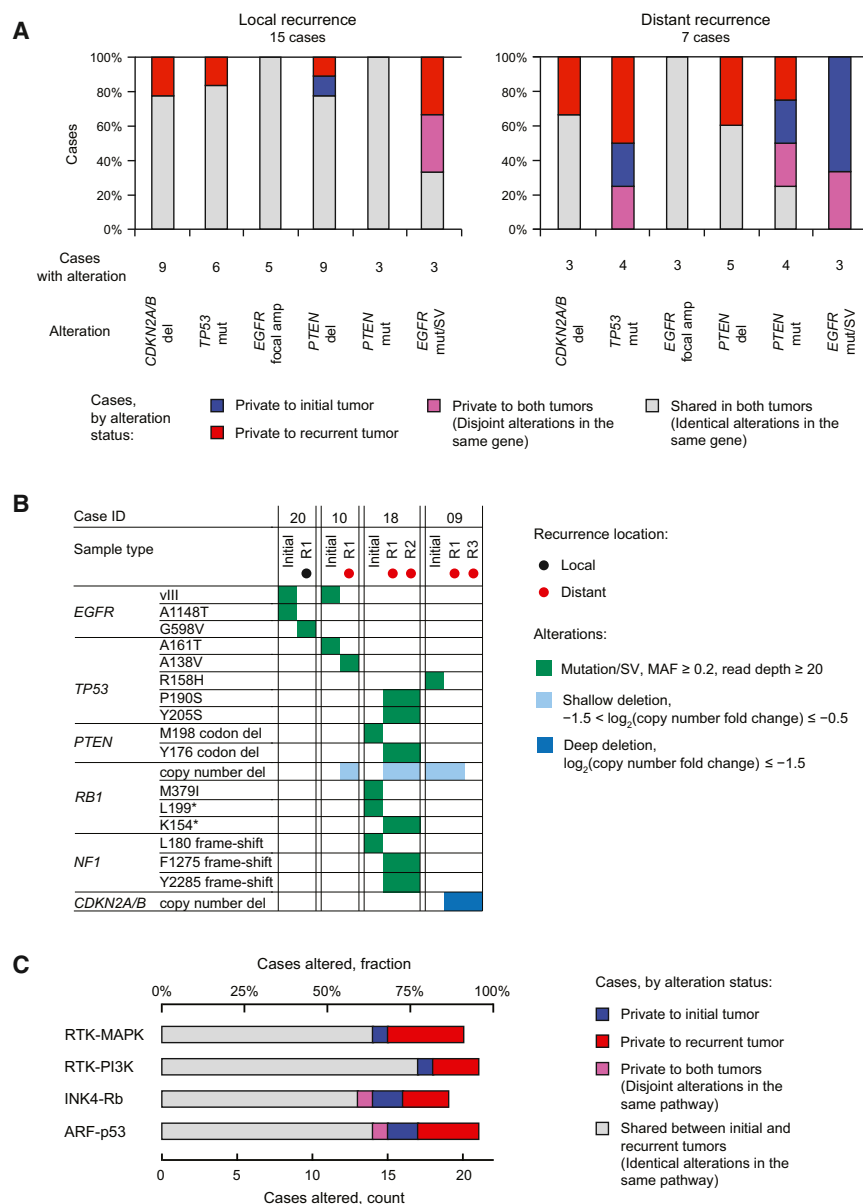 A
Local recurrence
15 cases
Distant recurrence
7 cases
Cases
100%
80%
60%
40%
20%
0%
100%
80%
60%
40%
20%
0%
Cases with alteration
9 6 5 9 3 3
3 4 3 5 4 3
Alteration
CDKN2A/B del
TP53 mut
EGFR focal amp
PTEN del
PTEN mut
EGFR mut/SV
CDKN2A/B del
TP53 mut
EGFR focal amp
PTEN del
PTEN mut
EGFR mut/SV
Cases,
by alteration
status:
Private to initial tumor
Private to recurrent tumor
Private to both tumors
(Disjoint alterations in the
same gene)
Shared in both tumors
(Identical alterations in the
same gene)
B
Case ID 20 10 18 09
Sample type Initial R1 Initial R1 Initial R1 R2 Initial R1 R3
EGFR
vIII
A1148T
G598V
TP53
A161T
A138V
R158H
P190S
Y205S
PTEN
M198 codon del
Y176 codon del
RB1
copy number del
M379I
L199*
K154*
NF1
L180 frame-shift
F1275 frame-shift
Y2285 frame-shift
CDKN2A/B copy number del
Recurrence location:
Local
Distant
Alterations:
Mutation/SV, MAF ≥ 0.2, read depth ≥ 20
Shallow deletion,
−1.5 < log₂(copy number fold change) ≤ −0.5
Deep deletion,
log₂(copy number fold change) ≤ −1.5
C
Cases altered, fraction
0% 25% 50% 75% 100%
RTK-MAPK
RTK-PI3K
INK4-Rb
ARF-p53
0 5 10 15 20
Cases altered, count
Cases, by alteration status:
Private to initial tumor
Private to recurrent tumor
Private to both tumors
(Disjoint alterations in the
same pathway)
Shared between initial and
recurrent tumors
(Identical alterations in the
same pathway)